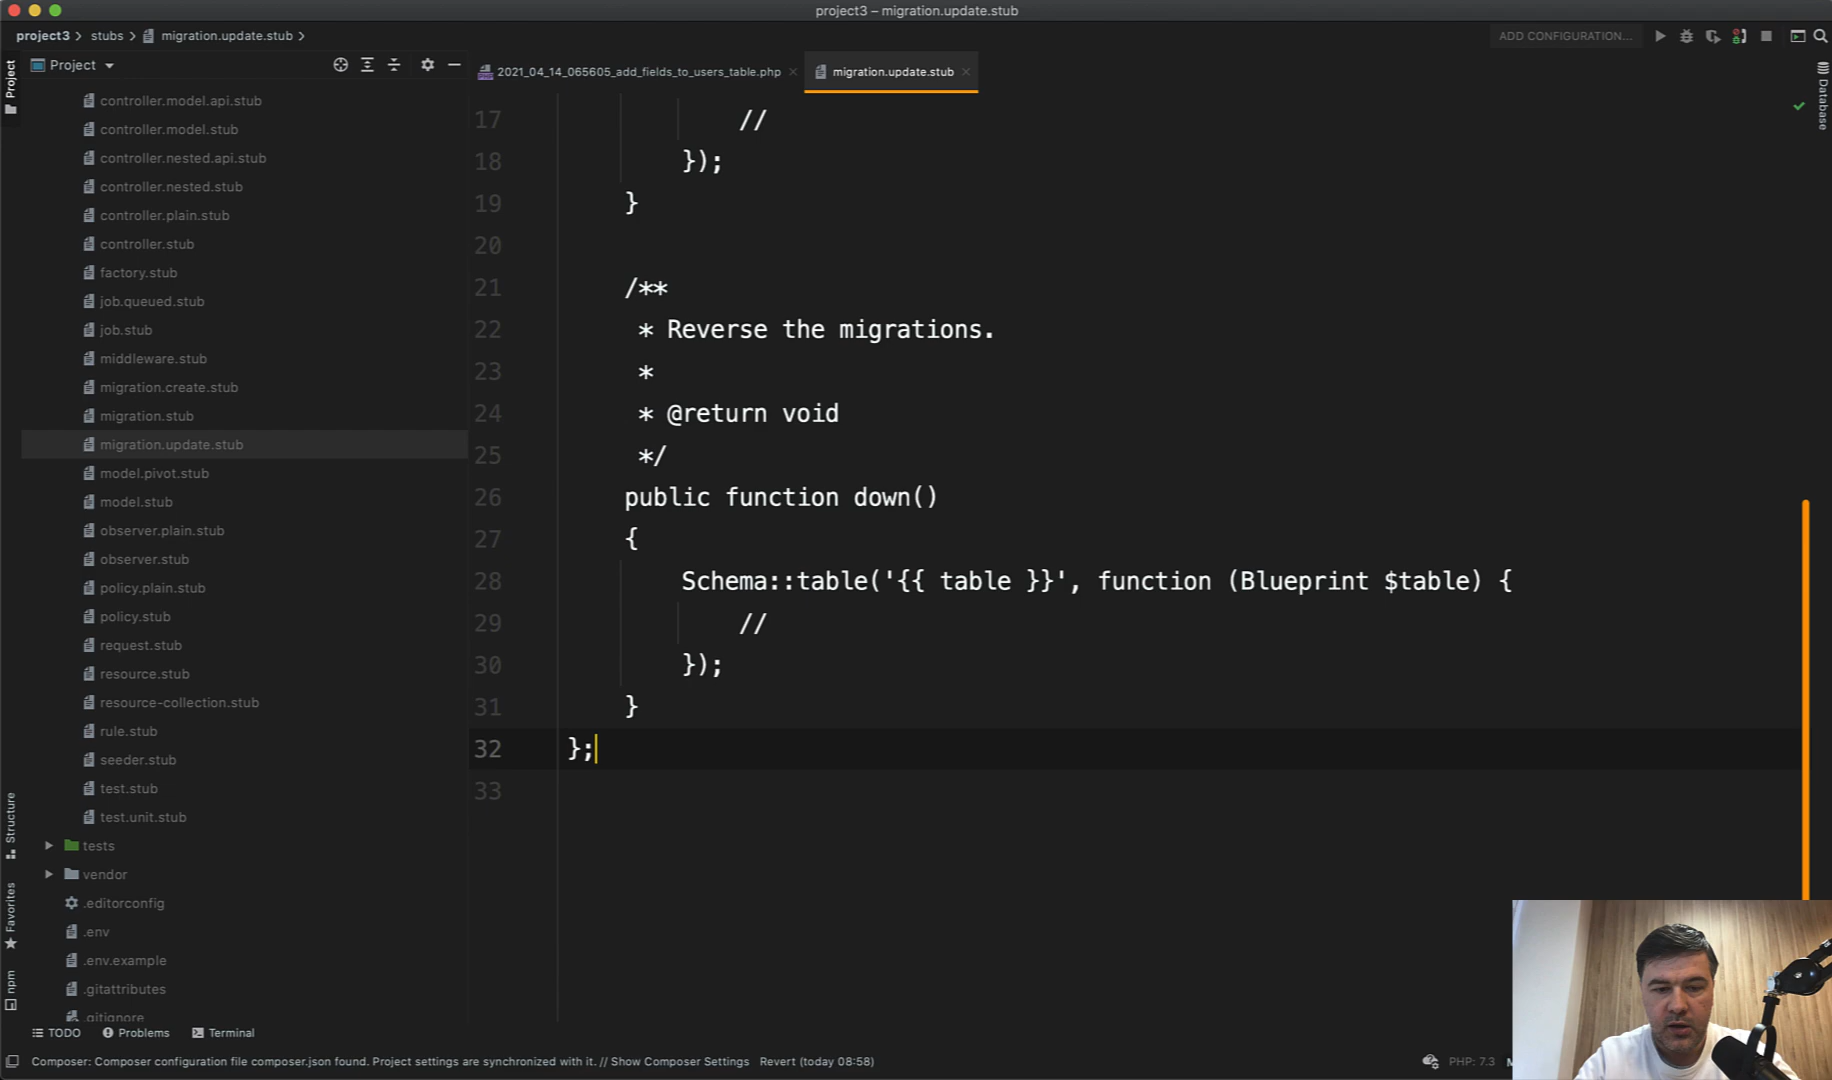 project3 – migration.update.stub
project3 > stubs > migration.update.stub >
ADD CONFIGURATION...
Project
2021_04_14_065605_add_fields_to_users_table.php
migration.update.stub
Project
Database
controller.model.api.stub
controller.model.stub
controller.nested.api.stub
controller.nested.stub
controller.plain.stub
controller.stub
factory.stub
job.queued.stub
job.stub
middleware.stub
migration.create.stub
migration.stub
migration.update.stub
model.pivot.stub
model.stub
observer.plain.stub
observer.stub
policy.plain.stub
policy.stub
request.stub
resource.stub
resource-collection.stub
rule.stub
seeder.stub
test.stub
test.unit.stub
tests
vendor
.editorconfig
.env
.env.example
.gitattributes
.gitignore
Structure
Favorites
npm
17 //
18 });
19 }
20
21 /**
22 * Reverse the migrations.
23 *
24 * @return void
25 */
26 public function down()
27 {
28 Schema::table('{{ table }}', function (Blueprint $table) {
29 //
30 });
31 }
32 };
33
TODO Problems Terminal
Composer: Composer configuration file composer.json found. Project settings are synchronized with it. // Show Composer Settings Revert (today 08:58)
PHP: 7.3